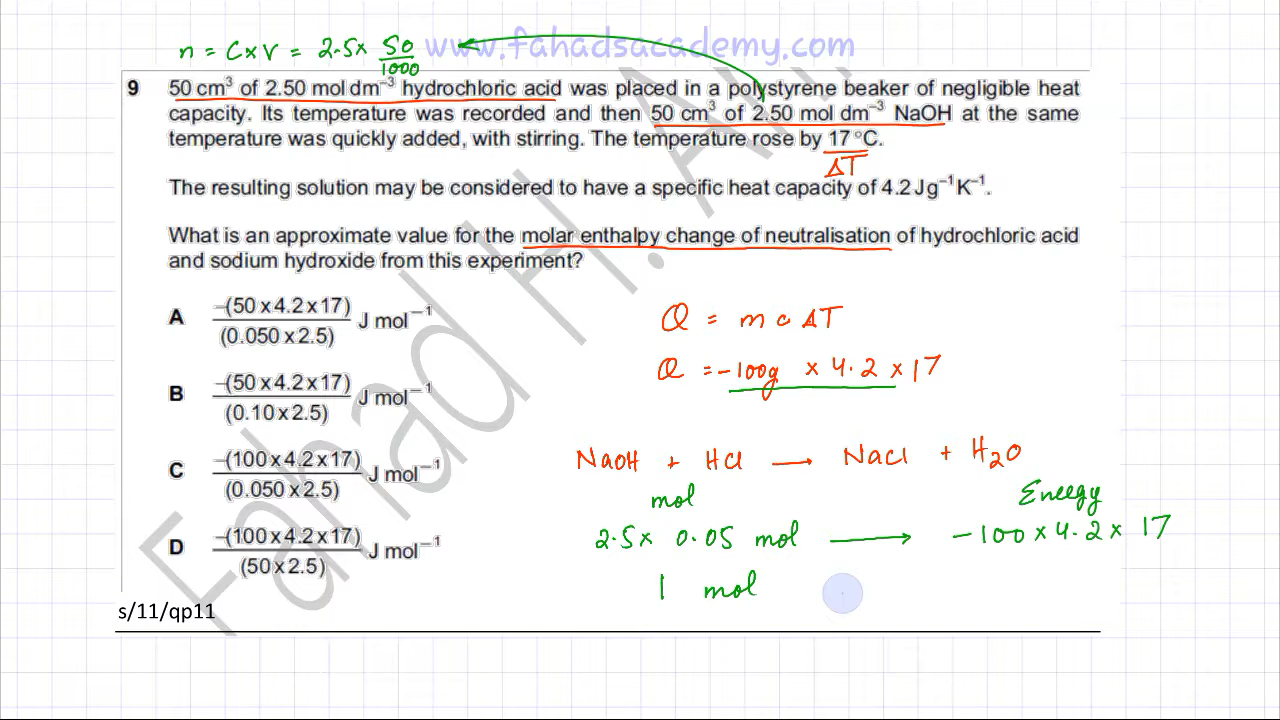 n = C × V = 2.5 × 50/1000 www.fahadsacademy.com
9 50 cm³ of 2.50 mol dm⁻³ hydrochloric acid was placed in a polystyrene beaker of negligible heat
capacity. Its temperature was recorded and then 50 cm³ of 2.50 mol dm⁻³ NaOH at the same
temperature was quickly added, with stirring. The temperature rose by 17 °C.
ΔT
The resulting solution may be considered to have a specific heat capacity of 4.2 J g⁻¹ K⁻¹.
What is an approximate value for the molar enthalpy change of neutralisation of hydrochloric acid
and sodium hydroxide from this experiment?
A –(50 x 4.2 x 17)/(0.050 x 2.5) J mol⁻¹
B –(50 x 4.2 x 17)/(0.10 x 2.5) J mol⁻¹
C –(100 x 4.2 x 17)/(0.050 x 2.5) J mol⁻¹
D –(100 x 4.2 x 17)/(50 x 2.5) J mol⁻¹
Q = m c ΔT
Q = -100g × 4.2 × 17
NaOH + HCl → NaCl + H₂O
mol Energy
2.5 × 0.05 mol → -100 × 4.2 × 17
1 mol
s/11/qp11
Fahad H.